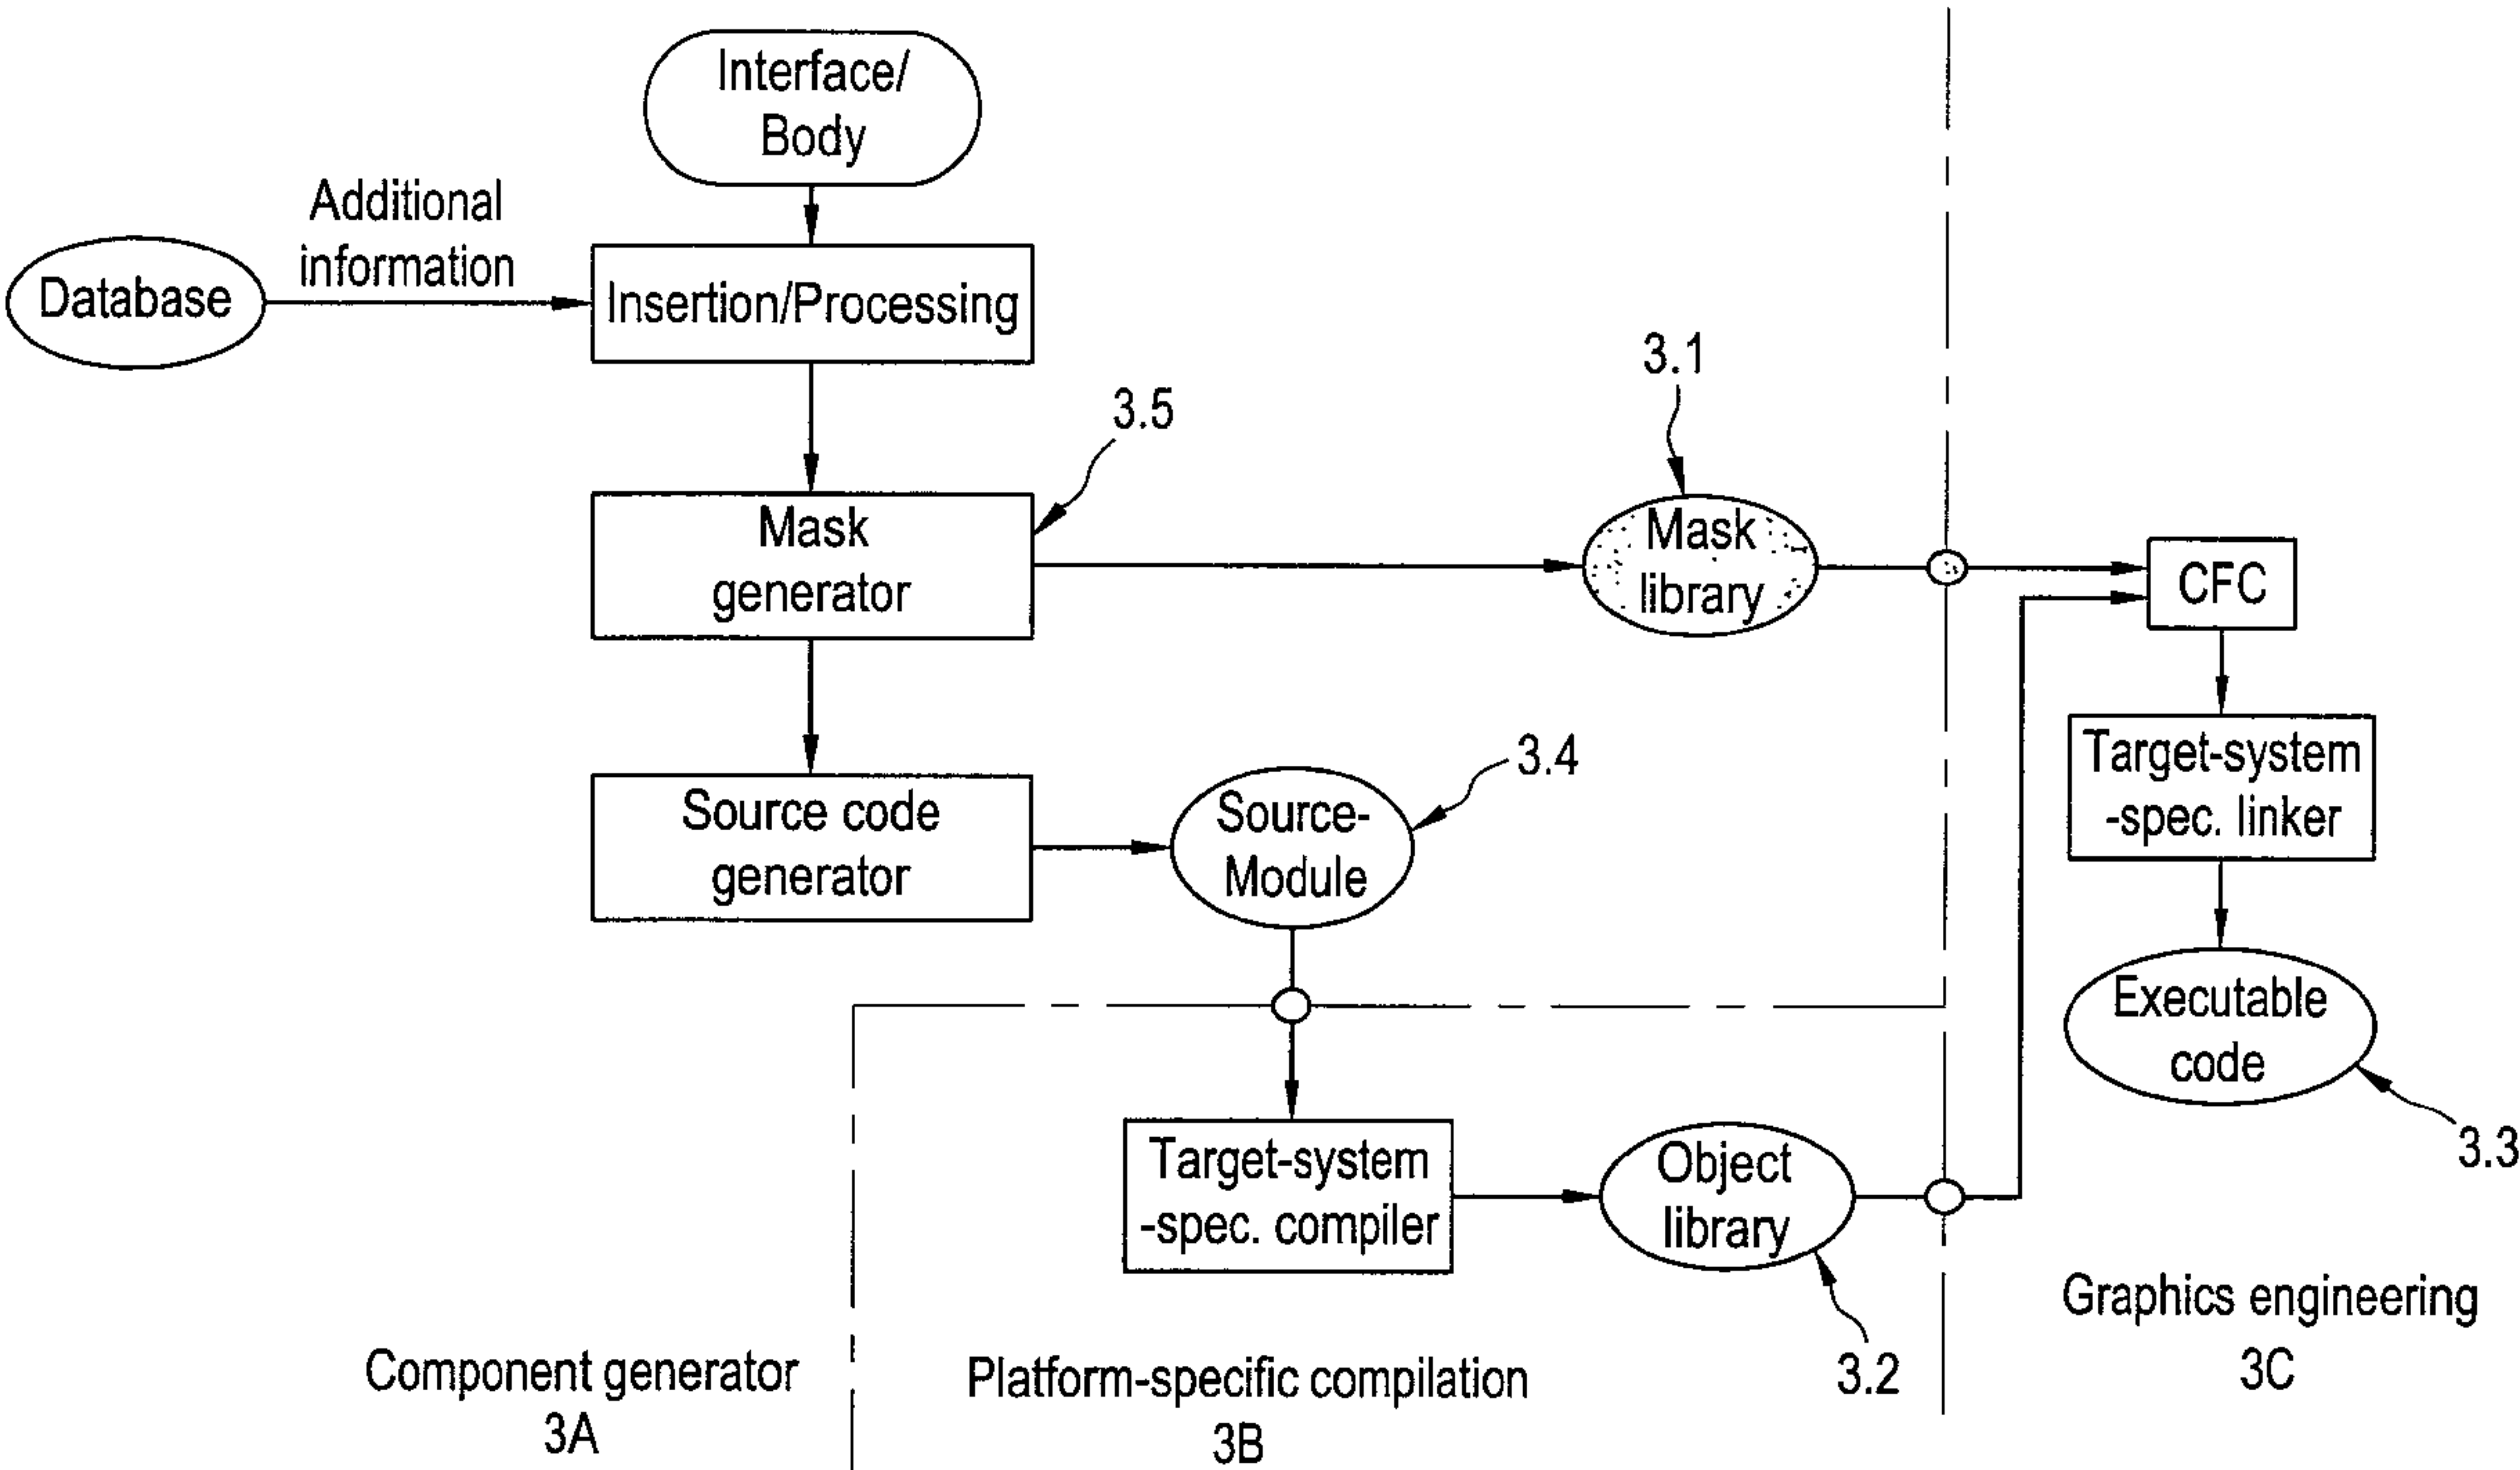 Interface/
Body
Additional
information
Database
Insertion/Processing
3.1
3.5
Mask
generator
Mask
library
CFC
Source code
generator
Source-
Module
3.4
Target-system
-spec. linker
Executable
code
3.3
Target-system
-spec. compiler
Object
library
3.2
Graphics engineering
3C
Component generator
3A
Platform-specific compilation
3B